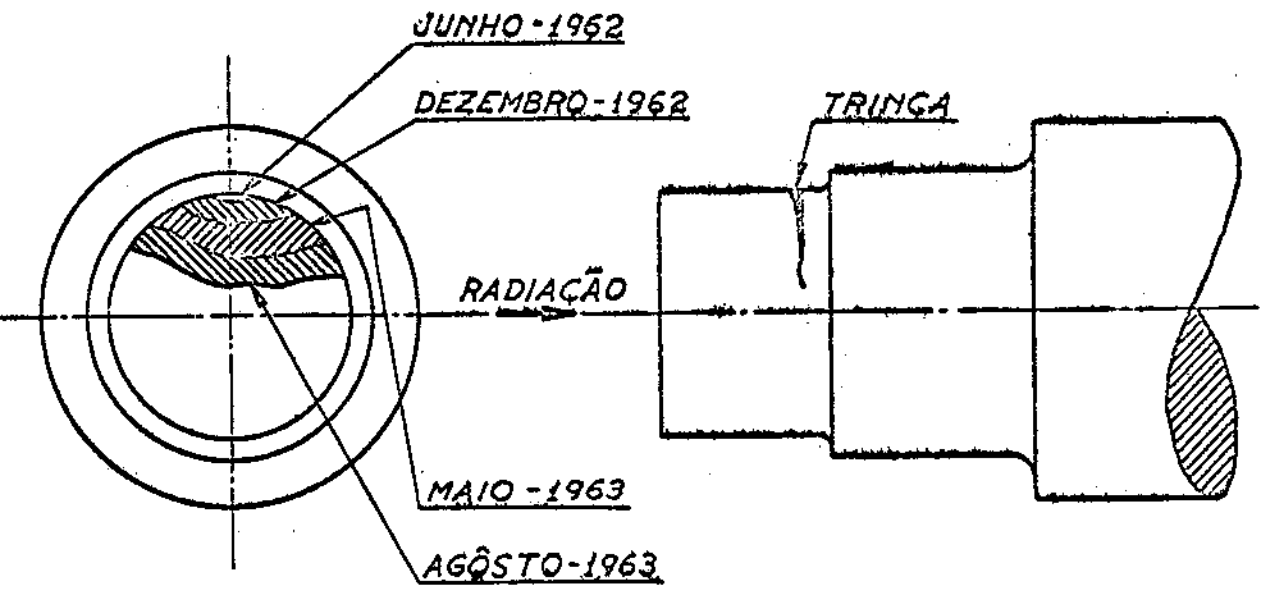 JUNHO-1962
DEZEMBRO-1962
TRINCA
RADIAÇÃO
MAIO-1963
AGÔSTO-1963